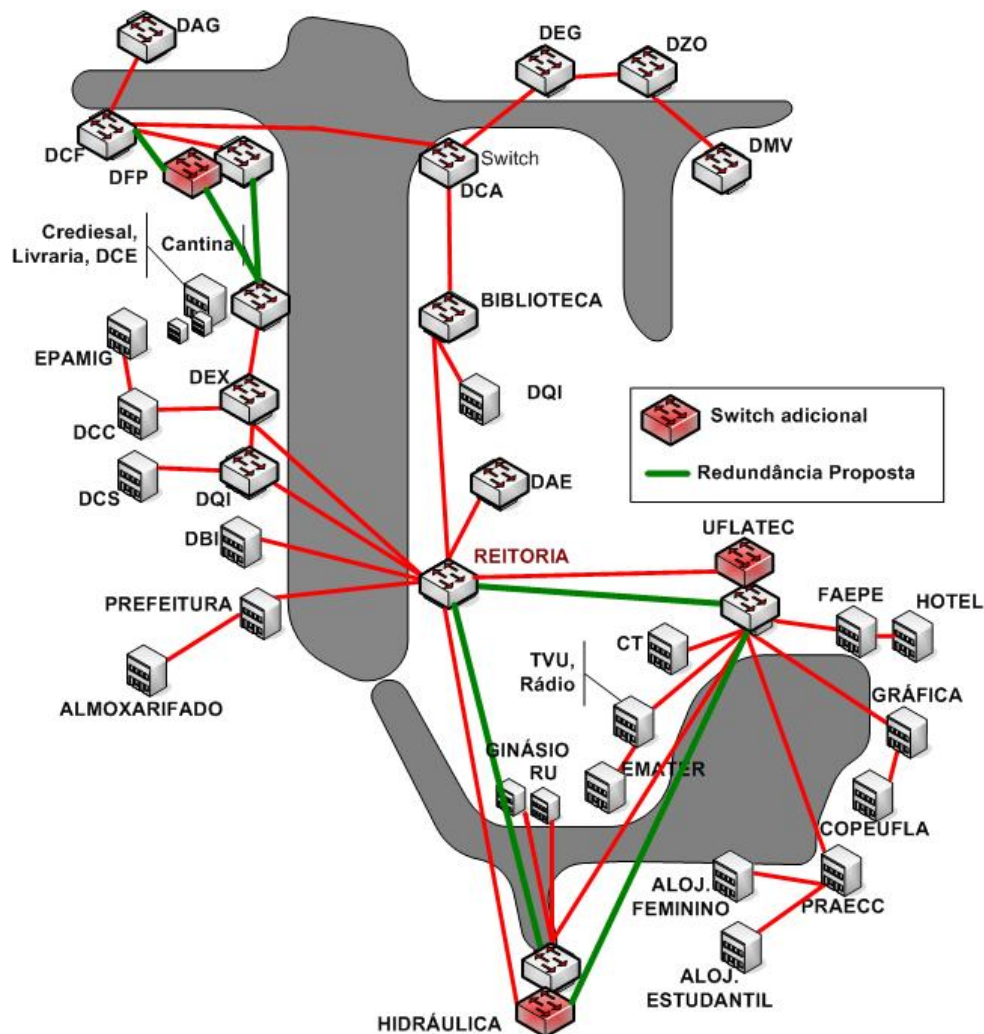 DAG
DEG
DZO
DCF
DFP
Switch
DCA
DMV
Crediesal,
Livraria, DCE
Cantina
BIBLIOTECA
EPAMIG
DEX
DQI
DCC
Switch adicional
Redundância Proposta
DCS
DQI
DAE
DBI
UFLATEC
REITORIA
PREFEITURA
FAEPE
HOTEL
CT
TVU,
Rádio
ALMOXARIFADO
GRÁFICA
GINÁSIO
RU
EMATER
COPEUFLA
ALOJ.
FEMININO
PRAECC
ALOJ.
ESTUDANTIL
HIDRÁULICA